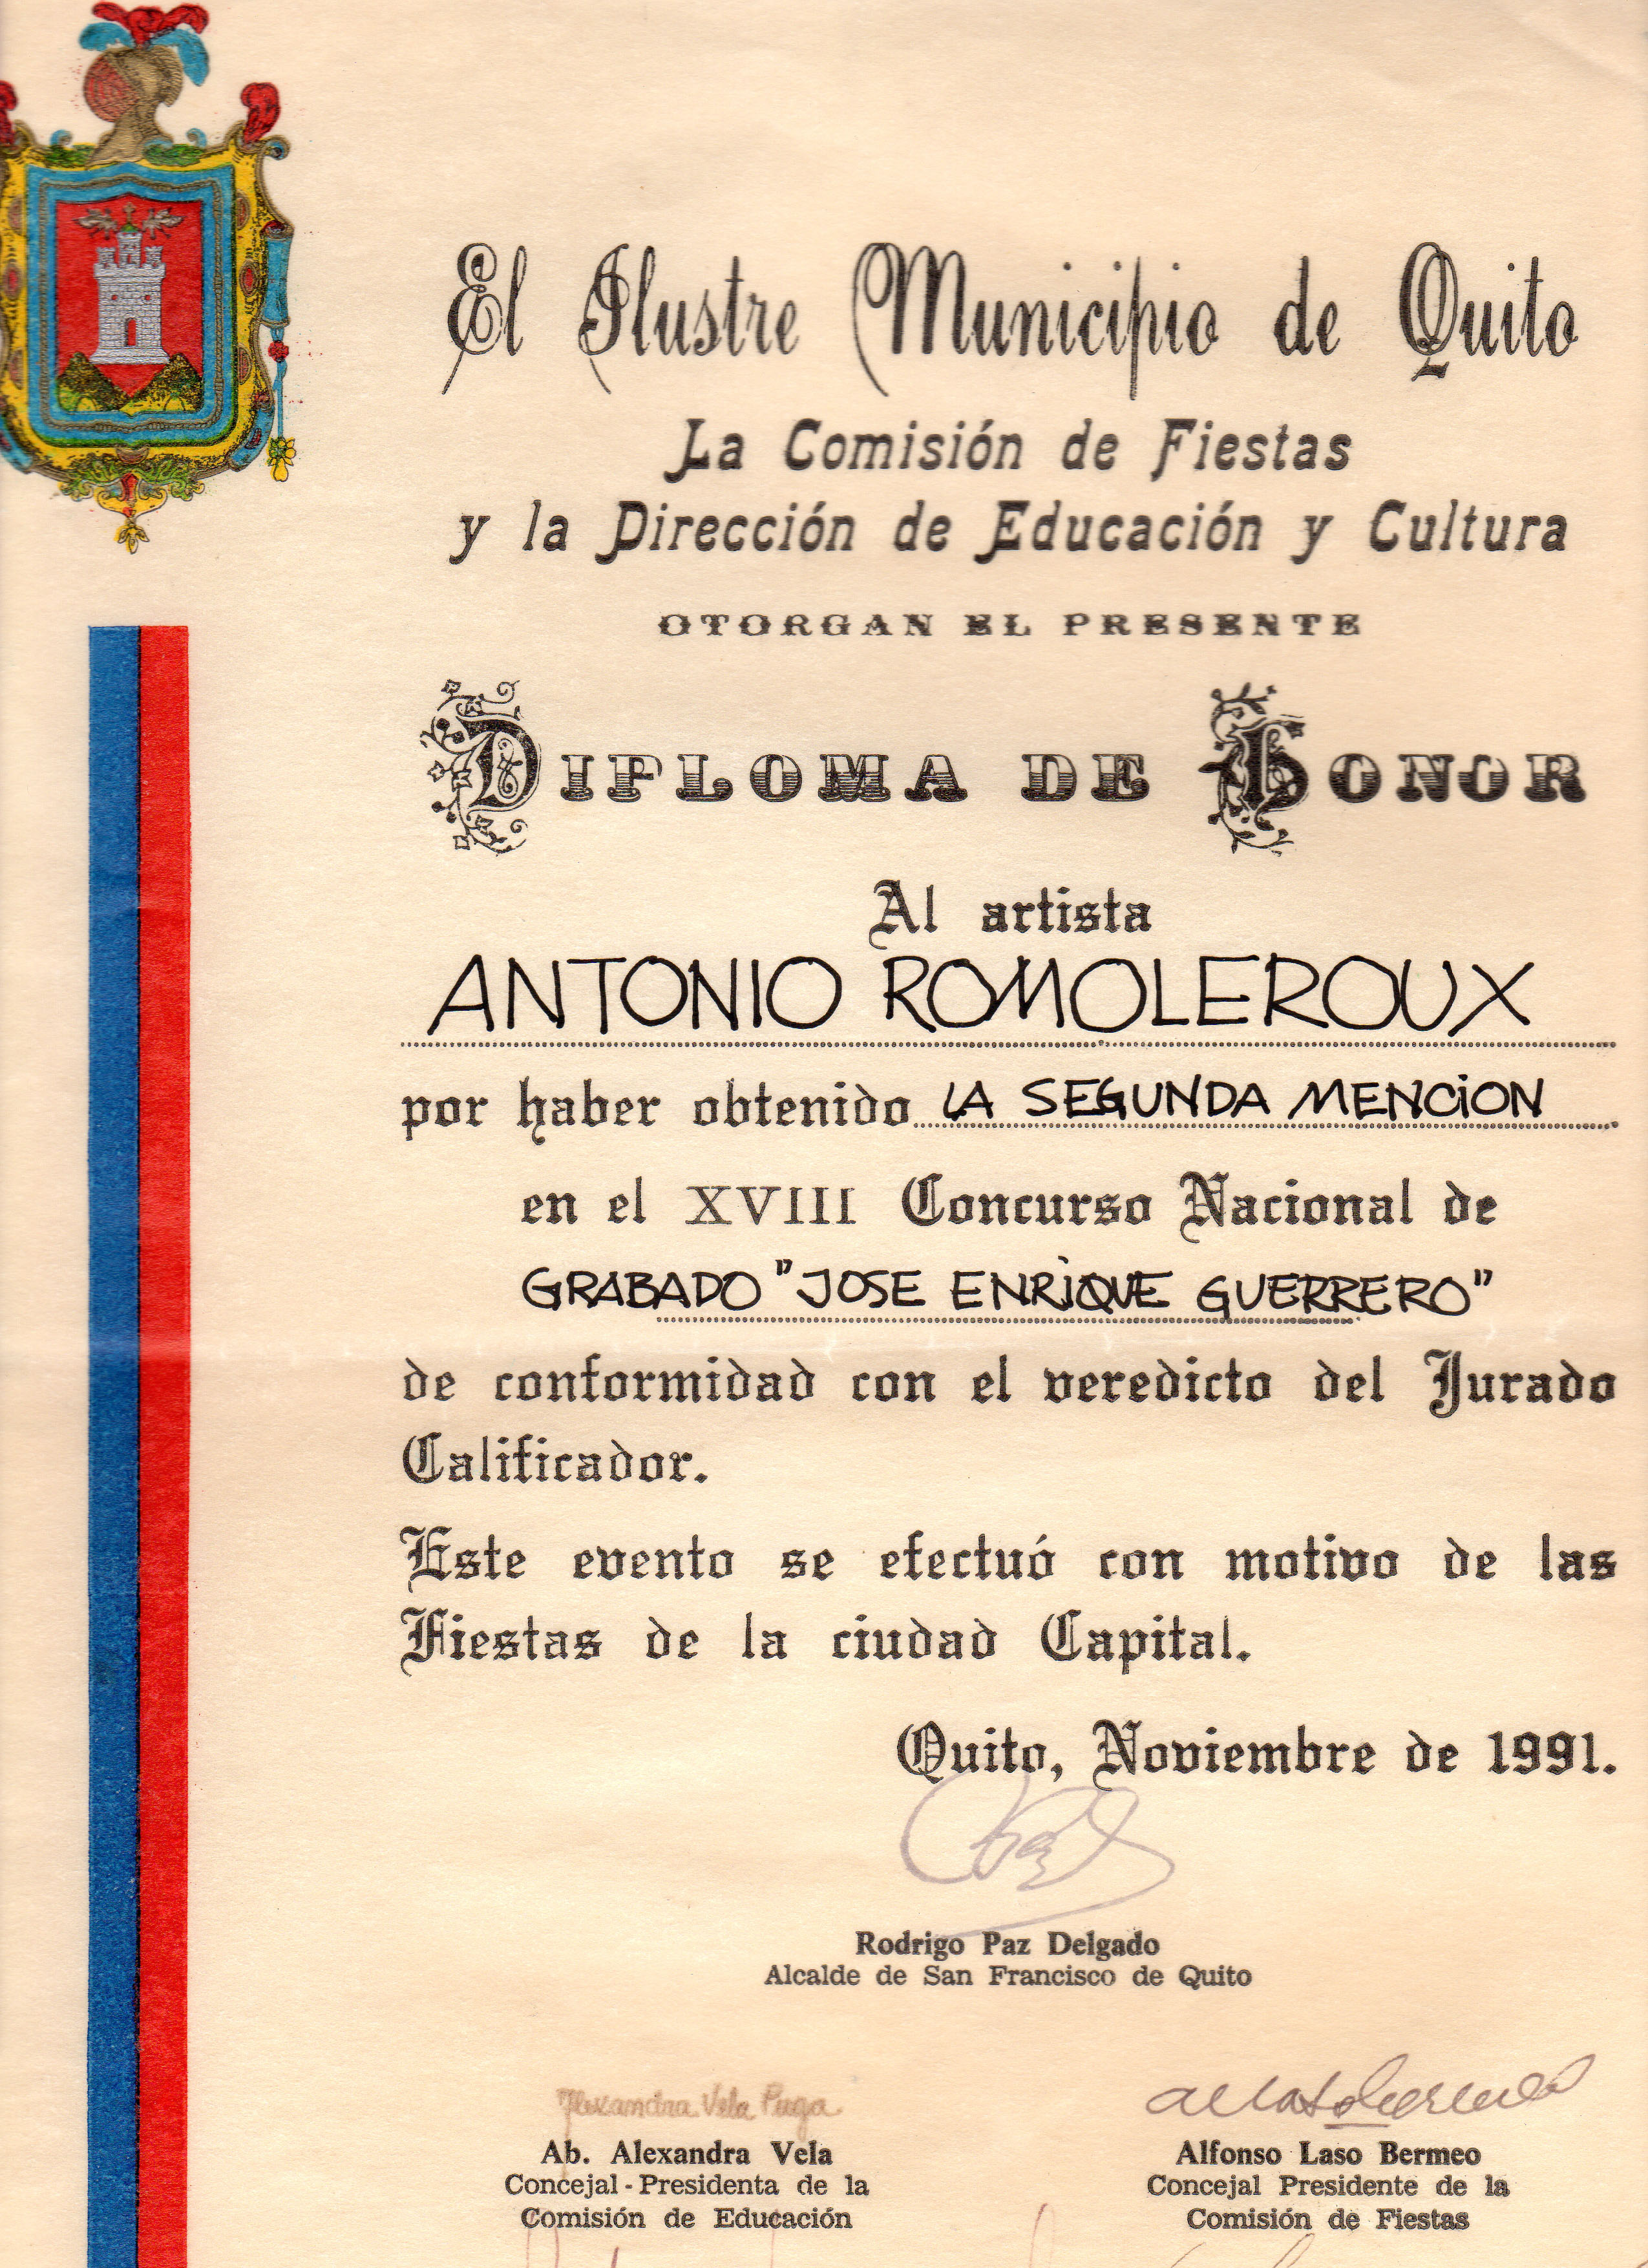 El Ilustre Municipio de Quito
La Comisión de Fiestas
y la Dirección de Educación y Cultura
OTORGAN EL PRESENTE
DIPLOMA DE HONOR
Al artista
ANTONIO ROMOLEROUX
por haber obtenido LA SEGUNDA MENCION
en el XVIII Concurso Nacional de
GRABADO "JOSE ENRIQUE GUERRERO"
de conformidad con el veredicto del Jurado
Calificador.
Este evento se efectuó con motivo de las
Fiestas de la ciudad Capital.
Quito, Noviembre de 1991.
Rodrigo Paz Delgado
Alcalde de San Francisco de Quito
Alexandra Vela Puga
Ab. Alexandra Vela
Concejal - Presidenta de la
Comisión de Educación
Alfonso Laso Bermeo
Concejal Presidente de la
Comisión de Fiestas